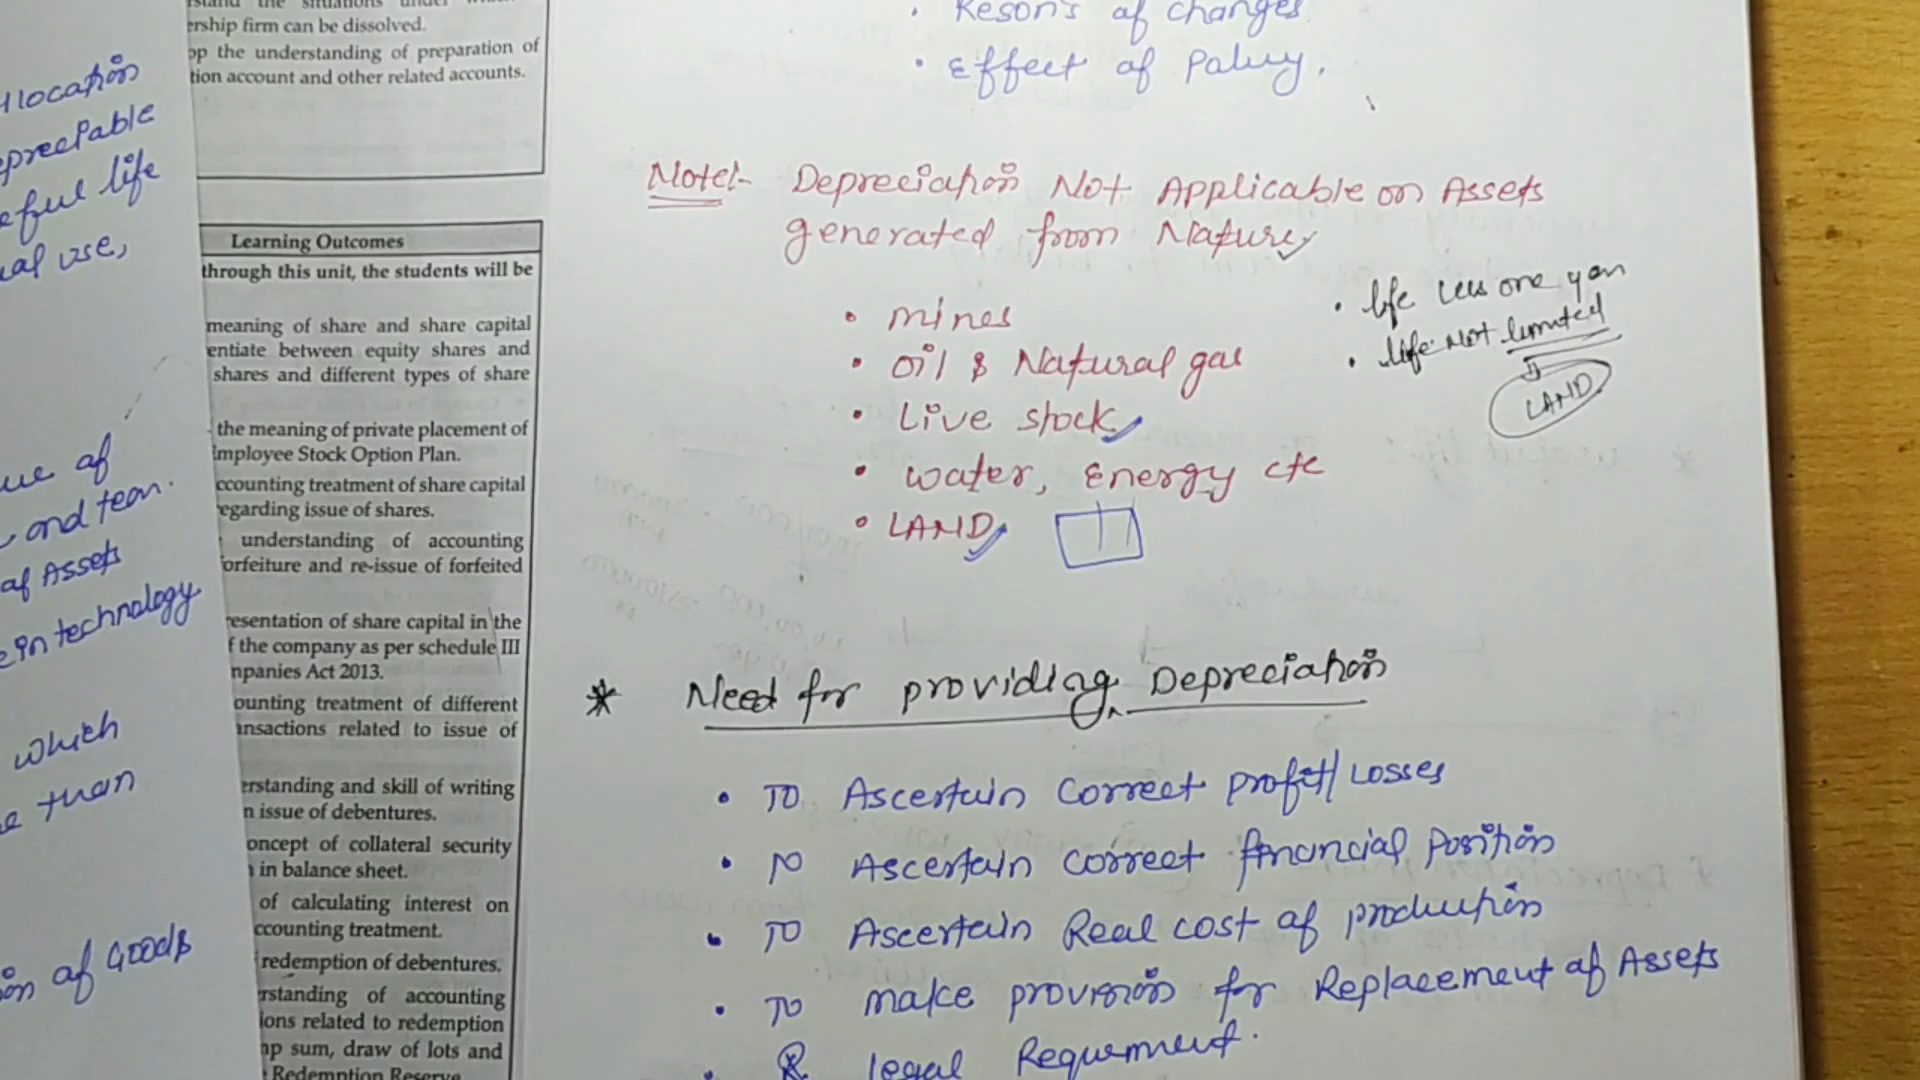 ership firm can be dissolved.
op the understanding of preparation of
tion account and other related accounts.
Learning Outcomes
through this unit, the students will be
meaning of share and share capital
entiate between equity shares and
shares and different types of share
the meaning of private placement of
Employee Stock Option Plan.
ccounting treatment of share capital
egarding issue of shares.
understanding of accounting
orfeiture and re-issue of forfeited
resentation of share capital in the
f the company as per schedule III
npanies Act 2013.
ounting treatment of different
ansactions related to issue of
erstanding and skill of writing
n issue of debentures.
oncept of collateral security
in balance sheet.
of calculating interest on
ccounting treatment.
redemption of debentures.
rstanding of accounting
ions related to redemption
mp sum, draw of lots and
Redemption Reserve
llocation
epreciable
eful life
ual use,
ue of
and tear.
of Assets
e in technology
which
e than
on of Goods
• Resons of changes
• Effect of Paluy.
Note:- Depreciation Not Applicable on Assets
generated from Nature
• mines
• oil & Natural gas
• Live stock
• water, Energy etc
• LAND
• life less one year
• life Not limited
LAND
* Need for providing Depreciation
• To Ascertain Correct profit/Losses
• To Ascertain Correct financial Position
• To Ascertain Real cost of production
• To make provision for Replacement of Assets
• legal Requrement.